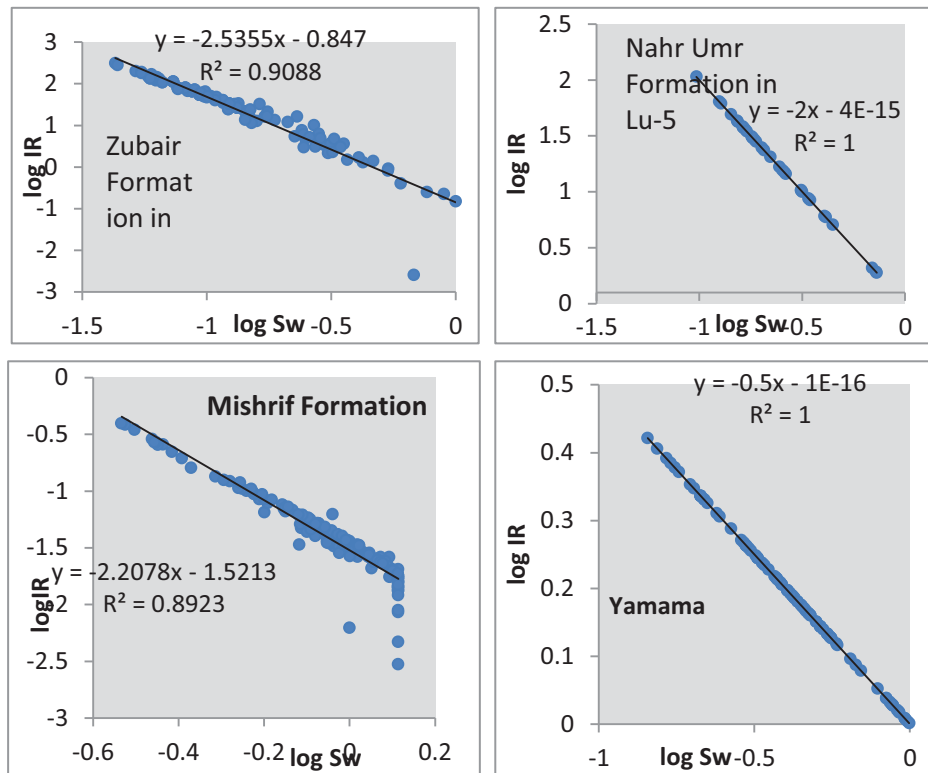 y = -2.5355x - 0.847
R² = 0.9088
Zubair
Format
ion in
log IR
3
2
1
0
-1
-2
-3
-1.5
-1
-0.5
0
log Sw
Nahr Umr
Formation in
Lu-5
y = -2x - 4E-15
R² = 1
log IR
2.5
2
1.5
1
0.5
0
-1.5
-1
-0.5
0
log Sw
Mishrif Formation
y = -2.2078x - 1.5213
R² = 0.8923
log IR
0
-0.5
-1
-1.5
-2
-2.5
-3
-0.6
-0.4
-0.2
0.0
0.2
log Sw
y = -0.5x - 1E-16
R² = 1
Yamama
log IR
0.5
0.4
0.3
0.2
0.1
0
-1
-0.5
0
log Sw